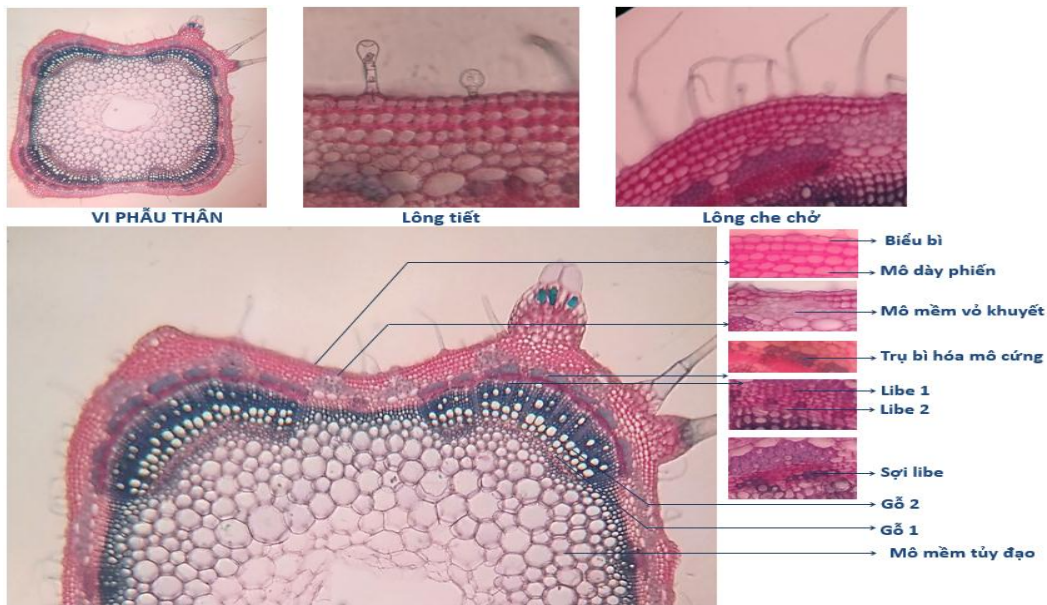 VI PHẪU THÂN
Lông tiết
Lông che chở
Biểu bì
Mô dày phiến
Mô mềm vỏ khuyết
Trụ bì hóa mô cứng
Libe 1
Libe 2
Sợi libe
Gỗ 2
Gỗ 1
Mô mềm tủy đạo